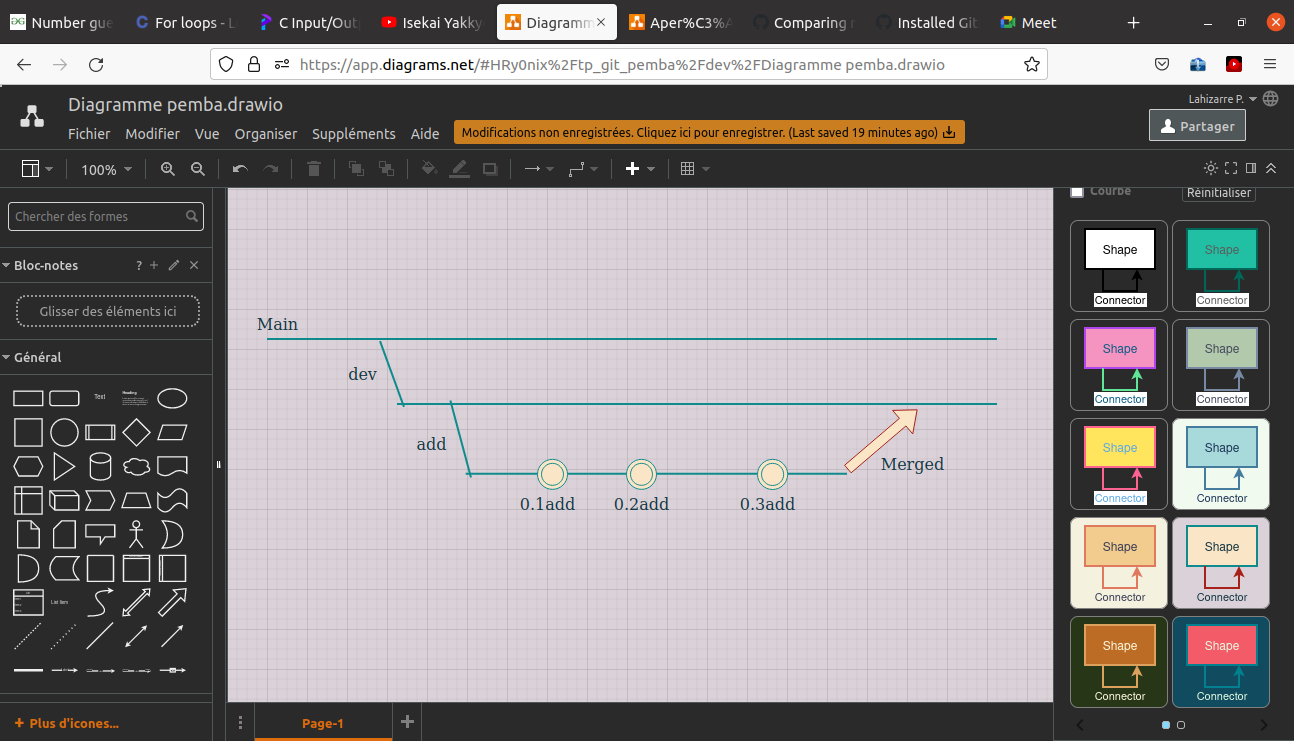 Number gue
For loops - L
C Input/Out
Isekai Yakky
Diagramm
Aper%C3%A
Comparing r
Installed Git
Meet
https://app.diagrams.net/#HRy0nix%2Ftp_git_pemba%2Fdev%2FDiagramme pemba.drawio
Diagramme pemba.drawio
Lahizarre P.
Fichier Modifier Vue Organiser Suppléments Aide
Modifications non enregistrées. Cliquez ici pour enregistrer. (Last saved 19 minutes ago)
Partager
100%
Chercher des formes
Bloc-notes
?
Glisser des éléments ici
Général
Text
Heading
List Item
+ Plus d'icones...
Main
dev
add
Merged
0.1add 0.2add 0.3add
Page-1
Courbe
Réinitialiser
Shape Shape
Connector Connector
Shape Shape
Connector Connector
Shape Shape
Connector Connector
Shape Shape
Connector Connector
Shape Shape
Connector Connector